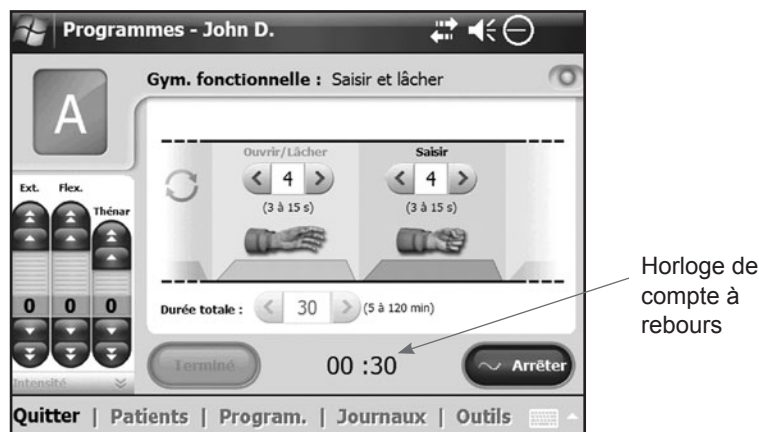 Programmes - John D.
Gym. fonctionnelle : Saisir et lâcher
A
Ouvrir/Lâcher
Saisir
4
4
(3 à 15 s)
(3 à 15 s)
Ext.
Flex.
Thénar
0
0
0
Intensité
Durée totale :
30
(5 à 120 min)
Terminé
00 :30
Arrêter
Quitter | Patients | Program. | Journaux | Outils
Horloge de
compte à
rebours